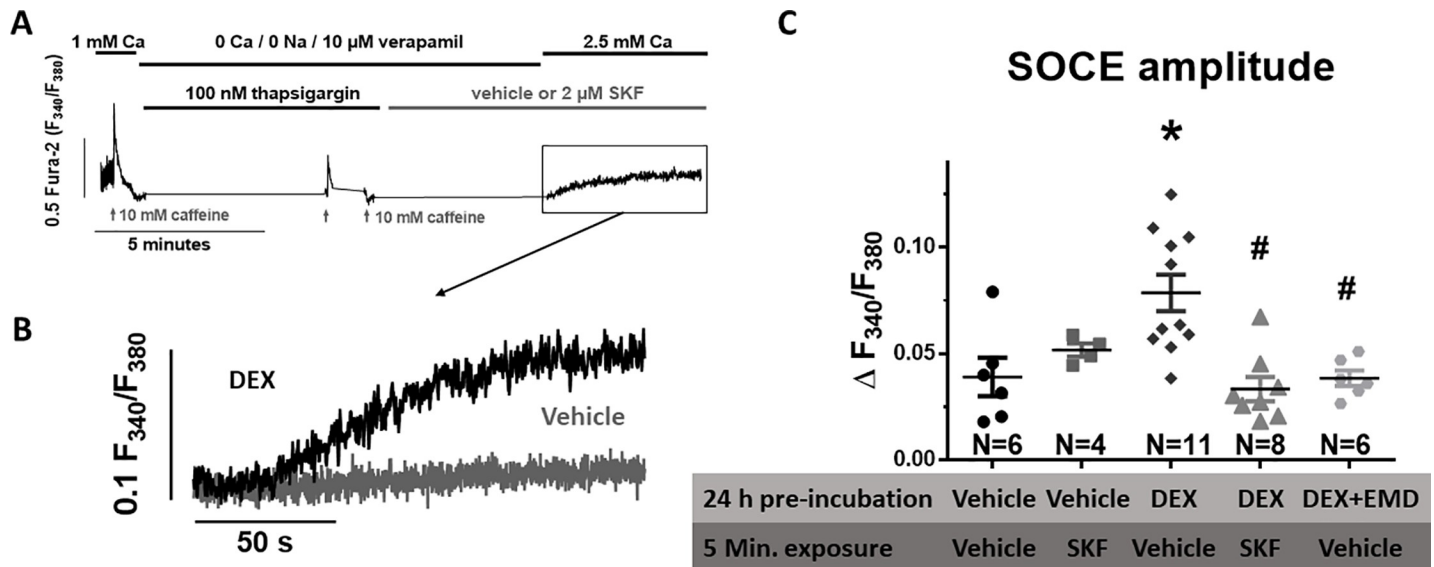 A
1 mM Ca
0 Ca / 0 Na / 10 µM verapamil
2.5 mM Ca
100 nM thapsigargin
vehicle or 2 µM SKF
0.5 Fura-2 (F340/F380)
10 mM caffeine
10 mM caffeine
5 minutes
B
DEX
Vehicle
0.1 F340/F380
50 s
C
SOCE amplitude
*
#
#
Δ F340/F380
0.10
0.05
0.00
N=6 N=4 N=11 N=8 N=6
24 h pre-incubation Vehicle Vehicle DEX DEX DEX+EMD
5 Min. exposure Vehicle SKF Vehicle SKF Vehicle